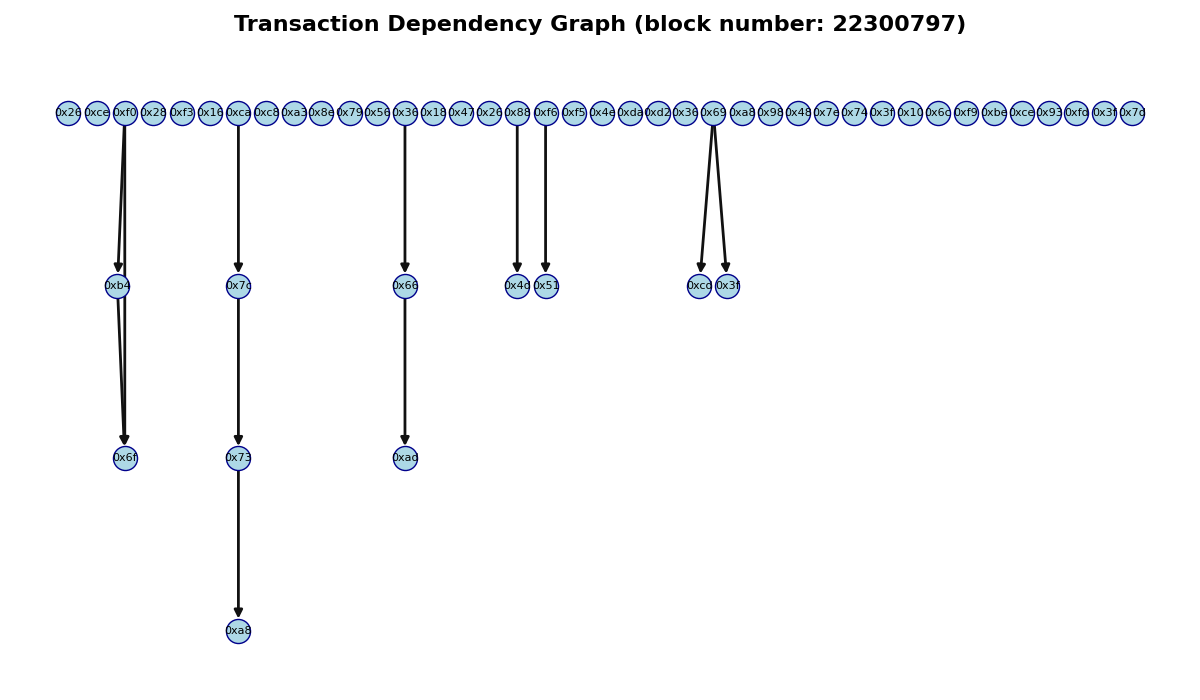 Transaction Dependency Graph (block number: 22300797)
0x26 0xce 0xf0 0x28 0xf3 0x16 0xca 0xc8 0xa3 0x8e 0x79 0x56 0x36 0x18 0x47 0x26 0x88 0xf6 0xf5 0x4e 0xda 0xd2 0x36 0x69 0xa8 0x98 0x48 0x7e 0x74 0x3f 0x10 0x6c 0xf9 0xbe 0xce 0x93 0xfd 0x3f 0x7d
0xb4 0x7c 0x66 0x4d 0x51 0xcd 0x3f
0x6f 0x73 0xad
0xa8